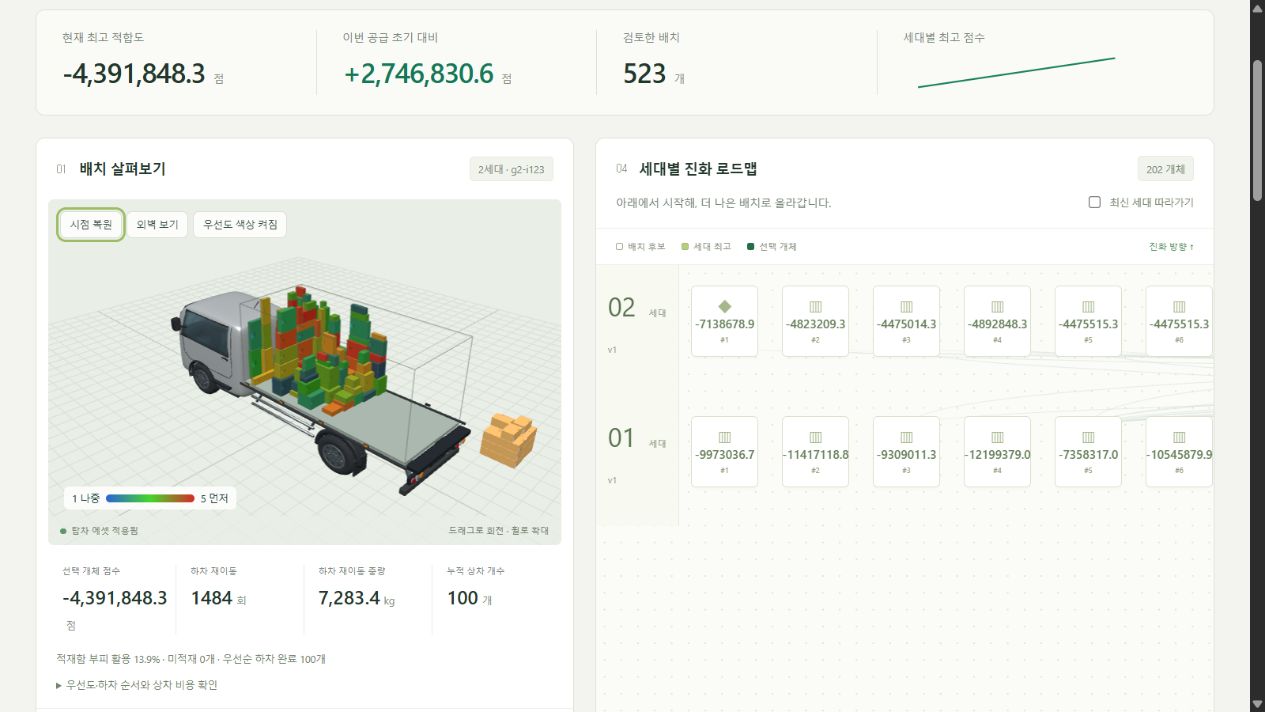 현재 최고 적합도
-4,391,848.3 점
이번 공급 초기 대비
+2,746,830.6 점
검토한 배치
523 개
세대별 최고 점수
01 배치 살펴보기
2세대 · g2-i123
시점 복원
외벽 보기
우선도 색상 켜짐
1 나중
5 먼저
탑차 에셋 적용됨
드래그로 회전 · 휠로 확대
선택 개체 점수
-4,391,848.3
점
하차 재이동
1484 회
하차 재이동 중량
7,283.4 kg
누적 상차 개수
100 개
적재함 부피 활용 13.9% · 미적재 0개 · 우선순 하차 완료 100개
▶ 우선도·하차 순서와 상차 비용 확인
04 세대별 진화 로드맵
202 개체
아래에서 시작해, 더 나은 배치로 올라갑니다.
최신 세대 따라가기
배치 후보
세대 최고
선택 개체
진화 방향 ↑
02 세대
v1
-7138678.9
#1
-4823209.3
#2
-4475014.3
#3
-4892848.3
#4
-4475515.3
#5
-4475515.3
#6
01 세대
v1
-9973036.7
#1
-11417118.8
#2
-9309011.3
#3
-12199379.0
#4
-7358317.0
#5
-10545879.9
#6